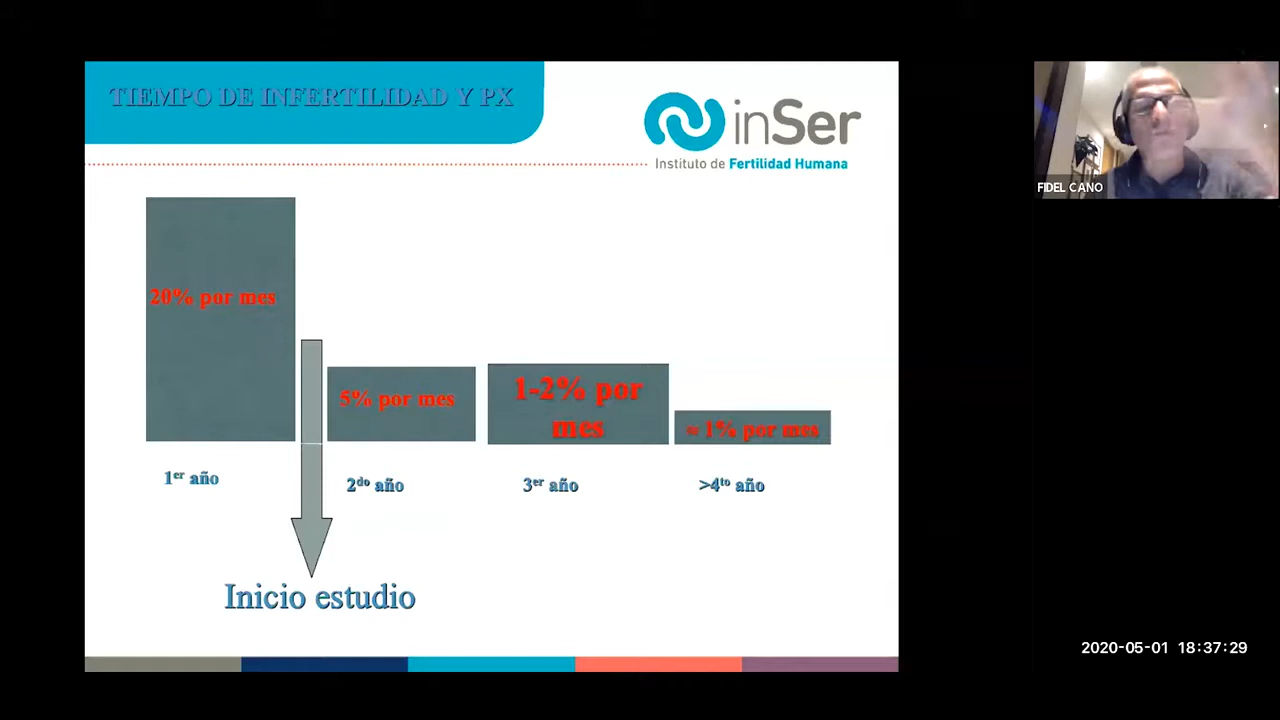 TIEMPO DE INFERTILIDAD Y PX
inSer
Instituto de Fertilidad Humana
FIDEL CANO
20% por mes
5% por mes
1-2% por
mes
≈ 1% por mes
1er año
2do año
3er año
>4to año
Inicio estudio
2020-05-01 18:37:29